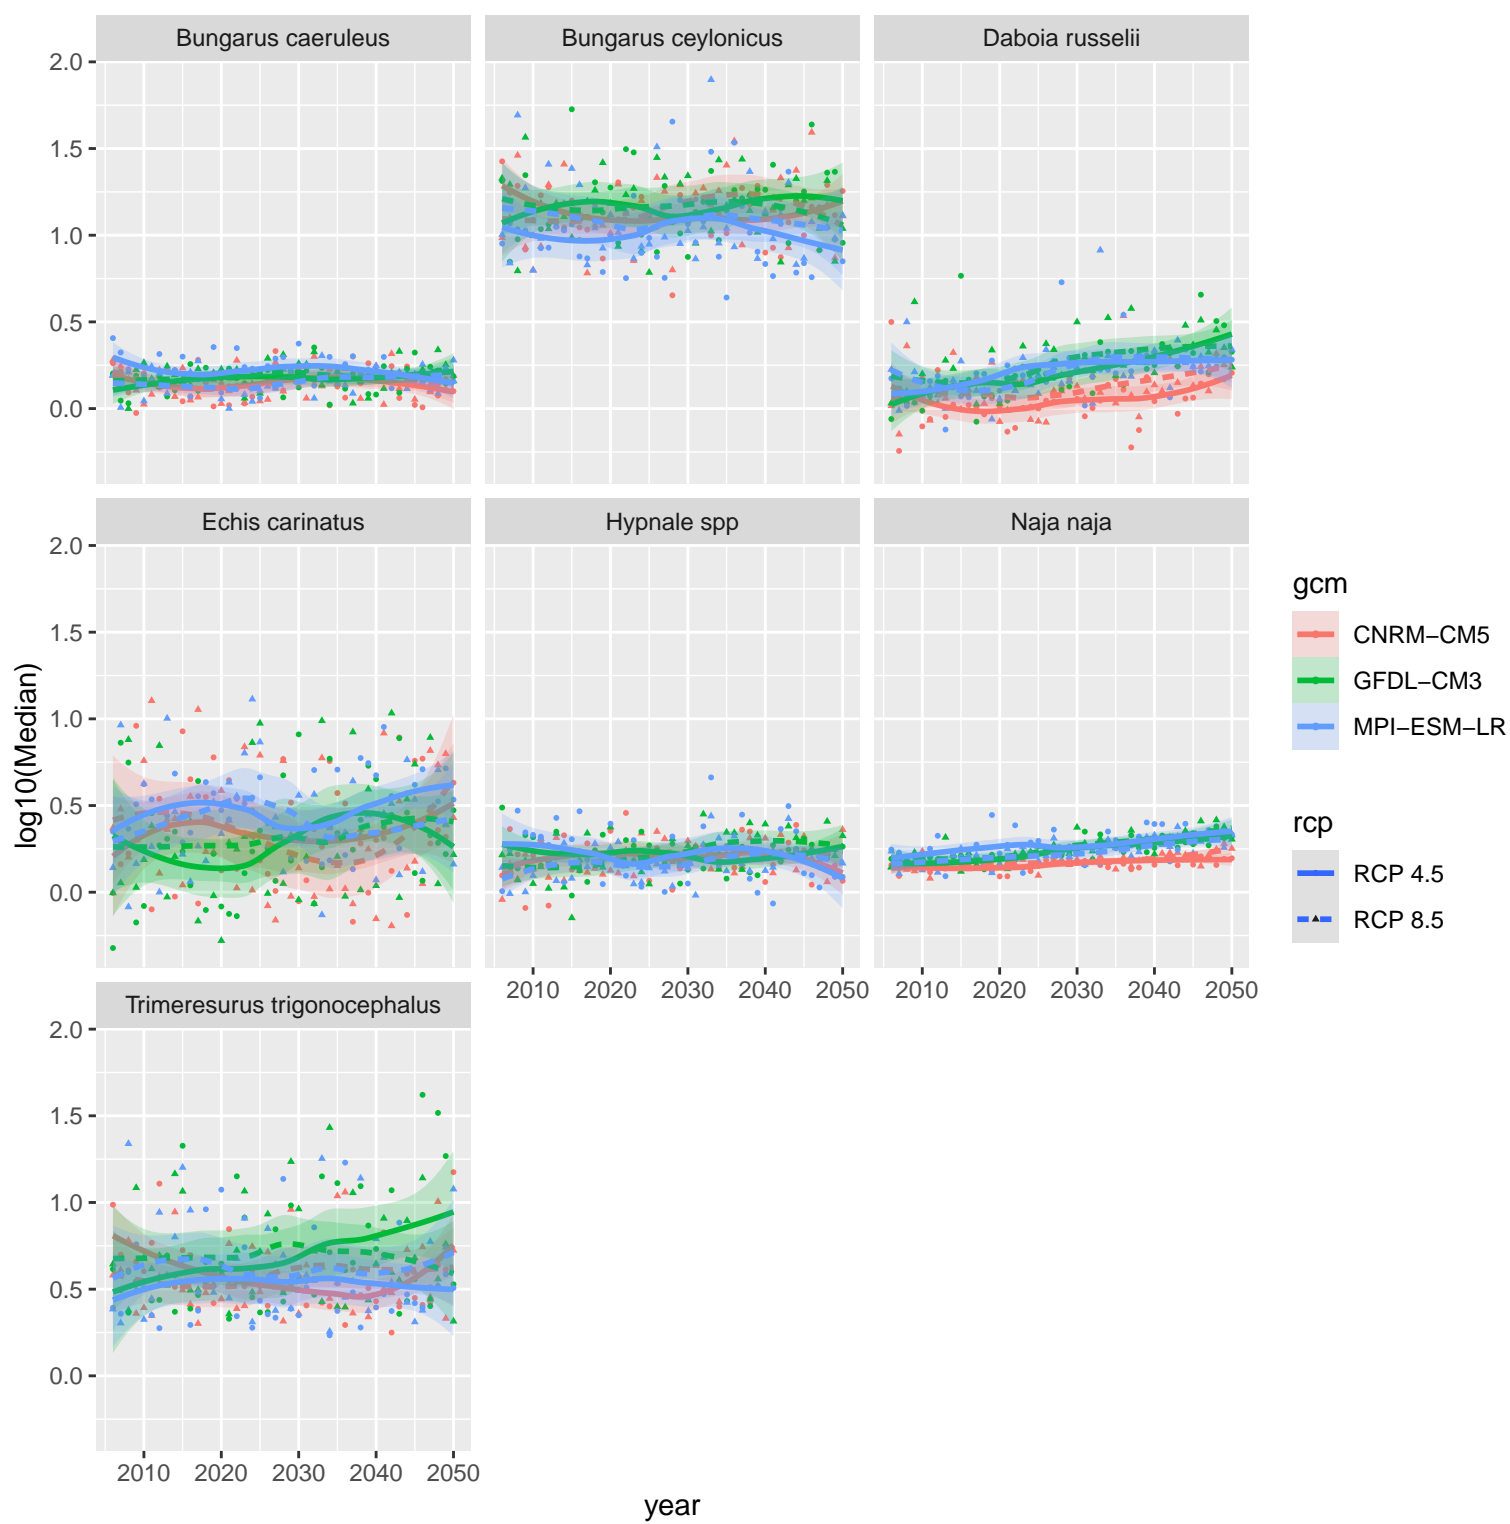 Bungarus caeruleus
Bungarus ceylonicus
Daboia russelii
2.0
1.5
1.0
0.5
0.0
Echis carinatus
Hypnale spp
Naja naja
2.0
1.5
1.0
0.5
0.0
2010 2020 2030 2040 2050
2010 2020 2030 2040 2050
Trimeresurus trigonocephalus
2.0
1.5
1.0
0.5
0.0
2010 2020 2030 2040 2050
year
log10(Median)
gcm
CNRM−CM5
GFDL−CM3
MPI−ESM−LR
rcp
RCP 4.5
RCP 8.5